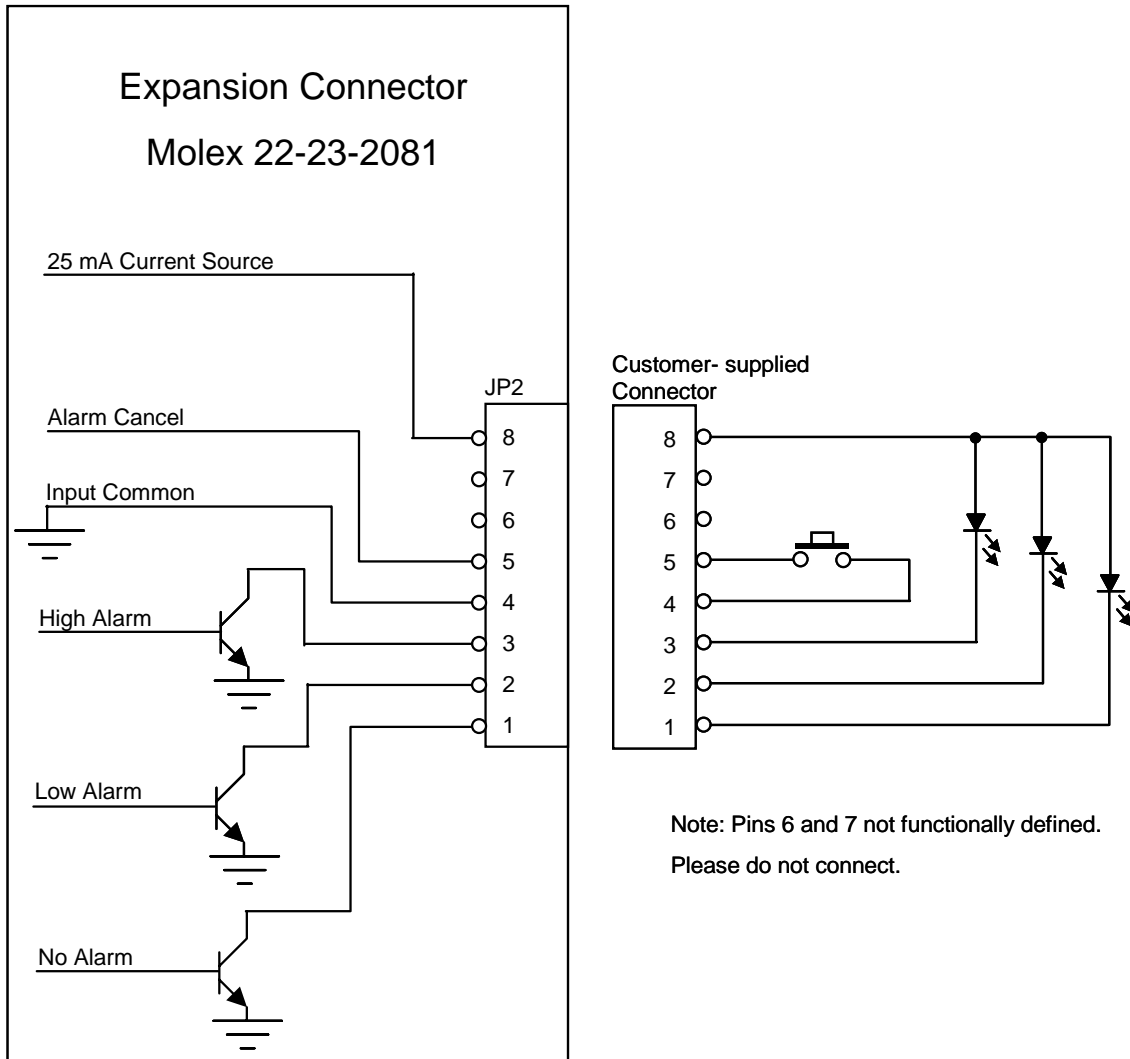 Expansion Connector
Molex 22-23-2081
25 mA Current Source
Alarm Cancel
Input Common
High Alarm
Low Alarm
No Alarm
JP2
8
7
6
5
4
3
2
1
Customer- supplied
Connector
8
7
6
5
4
3
2
1
Note: Pins 6 and 7 not functionally defined.
Please do not connect.